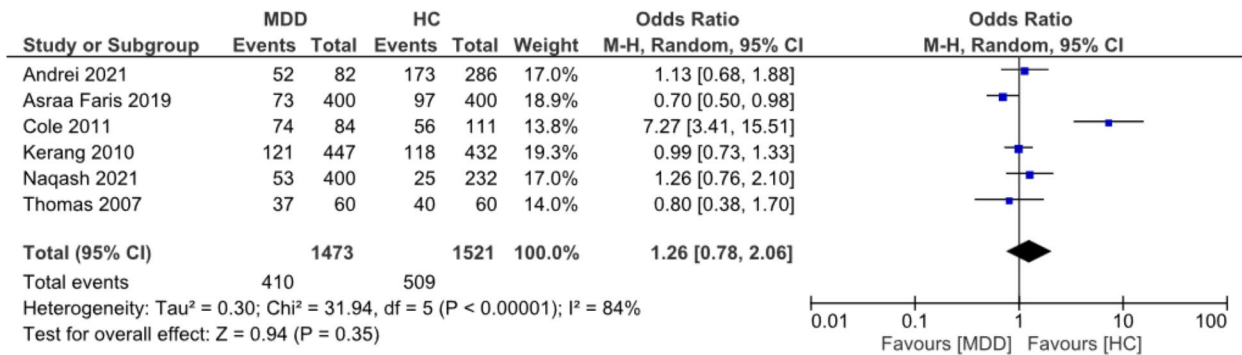 MDD HC Odds Ratio Odds Ratio
Study or Subgroup Events Total Events Total Weight M-H, Random, 95% CI M-H, Random, 95% CI
Andrei 2021 52 82 173 286 17.0% 1.13 [0.68, 1.88]
Asraa Faris 2019 73 400 97 400 18.9% 0.70 [0.50, 0.98]
Cole 2011 74 84 56 111 13.8% 7.27 [3.41, 15.51]
Kerang 2010 121 447 118 432 19.3% 0.99 [0.73, 1.33]
Naqash 2021 53 400 25 232 17.0% 1.26 [0.76, 2.10]
Thomas 2007 37 60 40 60 14.0% 0.80 [0.38, 1.70]
Total (95% CI) 1473 1521 100.0% 1.26 [0.78, 2.06]
Total events 410 509
Heterogeneity: Tau² = 0.30; Chi² = 31.94, df = 5 (P < 0.00001); I² = 84%
Test for overall effect: Z = 0.94 (P = 0.35)
0.01 0.1 1 10 100
Favours [MDD] Favours [HC]